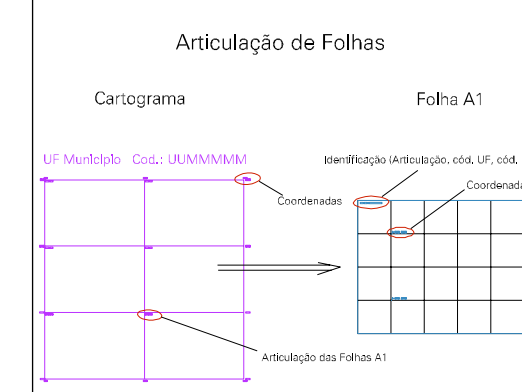 Articulação de Folhas
Cartograma
Folha A1
UF Município Cod.: UUMMMMM
Identificação (Articulação, cód. UF, cód.
Coordenadas
Coordenada
Articulação das Folhas A1